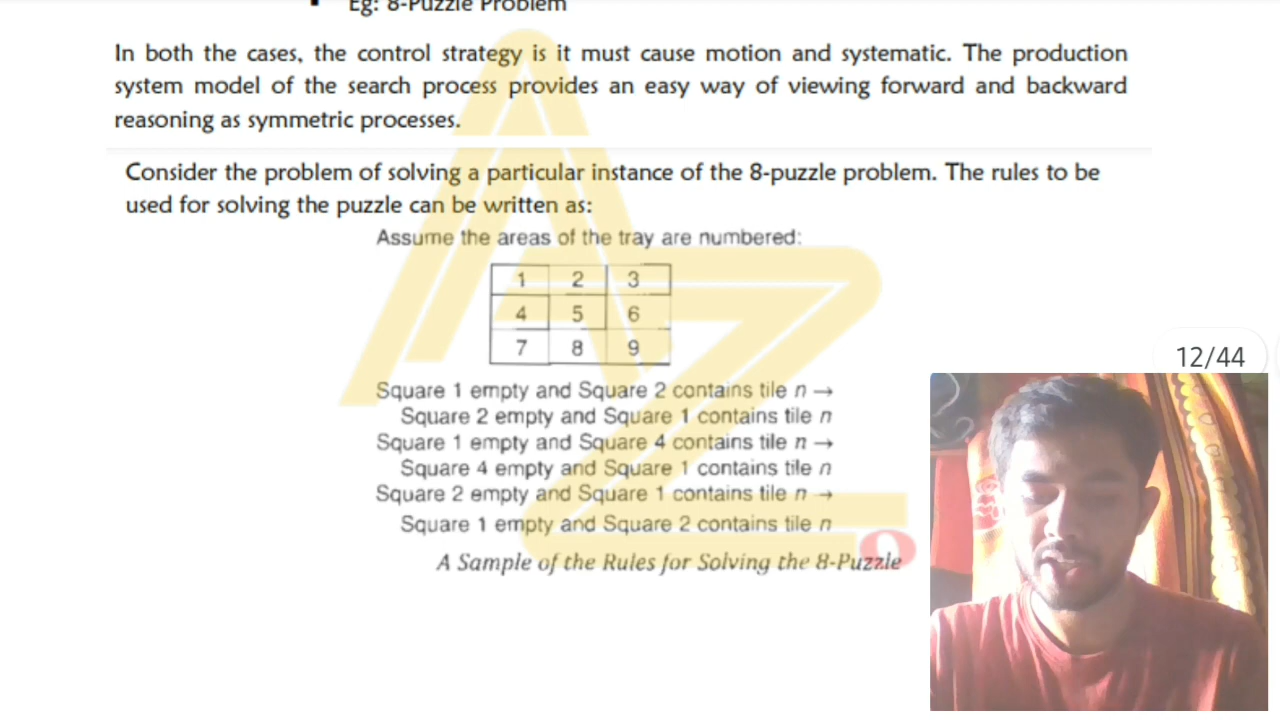 Eg: 8-Puzzle Problem
In both the cases, the control strategy is it must cause motion and systematic. The production
system model of the search process provides an easy way of viewing forward and backward
reasoning as symmetric processes.
Consider the problem of solving a particular instance of the 8-puzzle problem. The rules to be
used for solving the puzzle can be written as:
Assume the areas of the tray are numbered:
1 2 3
4 5 6
7 8 9
Square 1 empty and Square 2 contains tile n →
Square 2 empty and Square 1 contains tile n
Square 1 empty and Square 4 contains tile n →
Square 4 empty and Square 1 contains tile n
Square 2 empty and Square 1 contains tile n →
Square 1 empty and Square 2 contains tile n
A Sample of the Rules for Solving the 8-Puzzle
12/44